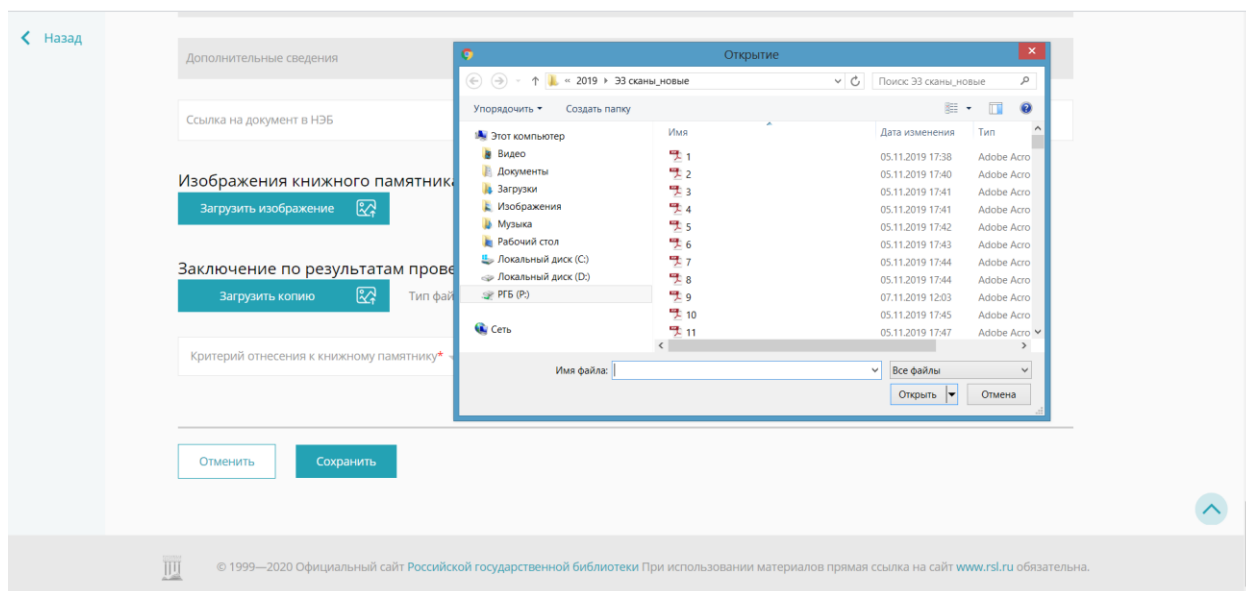 Назад
Дополнительные сведения
Ссылка на документ в НЭБ
Изображения книжного памятника
Загрузить изображение
Заключение по результатам прове
Загрузить копию Тип фай
Критерий отнесения к книжному памятнику*
Отменить Сохранить
Открытие
« 2019 ▸ ЭЗ сканы_новые Поиск: ЭЗ сканы_новые
Упорядочить Создать папку
Этот компьютер
Видео
Документы
Загрузки
Изображения
Музыка
Рабочий стол
Локальный диск (C:)
Локальный диск (D:)
РГБ (P:)
Сеть
Имя Дата изменения Тип
1 05.11.2019 17:38 Adobe Acro
2 05.11.2019 17:40 Adobe Acro
3 05.11.2019 17:41 Adobe Acro
4 05.11.2019 17:41 Adobe Acro
5 05.11.2019 17:42 Adobe Acro
6 05.11.2019 17:43 Adobe Acro
7 05.11.2019 17:44 Adobe Acro
8 05.11.2019 17:44 Adobe Acro
9 07.11.2019 12:03 Adobe Acro
10 05.11.2019 17:45 Adobe Acro
11 05.11.2019 17:47 Adobe Acro
Имя файла: Все файлы
Открыть Отмена
© 1999—2020 Официальный сайт Российской государственной библиотеки При использовании материалов прямая ссылка на сайт www.rsl.ru обязательна.